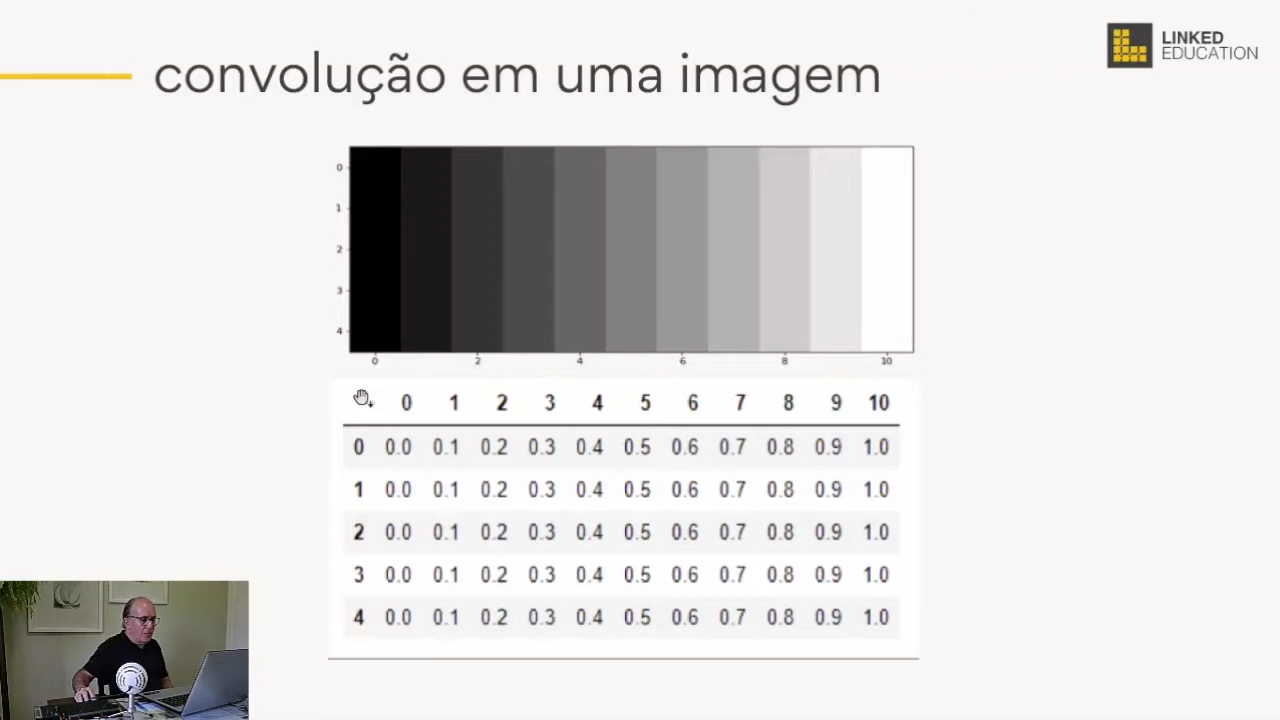 LINKED
EDUCATION
convolução em uma imagem
0
1
2
3
4
0 2 4 6 8 10
0 1 2 3 4 5 6 7 8 9 10
0 0.0 0.1 0.2 0.3 0.4 0.5 0.6 0.7 0.8 0.9 1.0
1 0.0 0.1 0.2 0.3 0.4 0.5 0.6 0.7 0.8 0.9 1.0
2 0.0 0.1 0.2 0.3 0.4 0.5 0.6 0.7 0.8 0.9 1.0
3 0.0 0.1 0.2 0.3 0.4 0.5 0.6 0.7 0.8 0.9 1.0
4 0.0 0.1 0.2 0.3 0.4 0.5 0.6 0.7 0.8 0.9 1.0